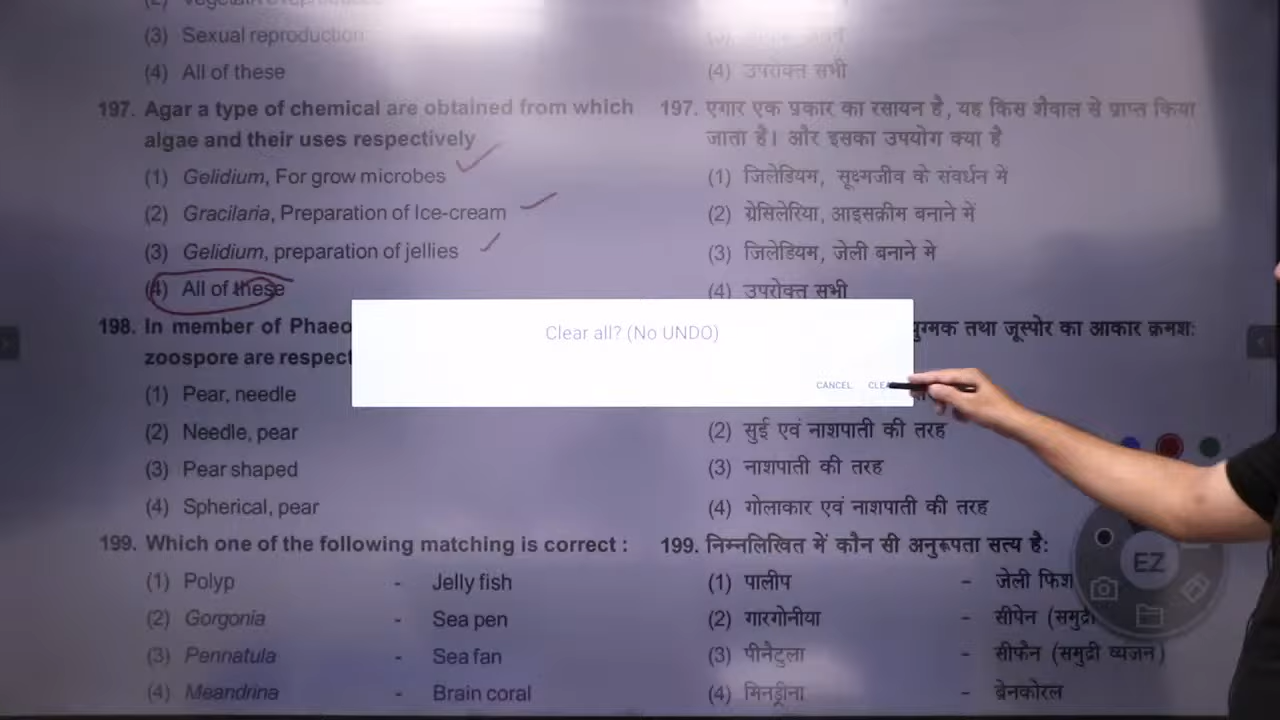 (3) Sexual reproduction
(4) All of these
(4) उपरोक्त सभी
197. Agar a type of chemical are obtained from which
algae and their uses respectively
(1) Gelidium, For grow microbes
(2) Gracilaria, Preparation of Ice-cream
(3) Gelidium, preparation of jellies
(4) All of these
197. एगार एक प्रकार का रसायन है, यह किस शैवाल से प्राप्त किया
जाता है। और इसका उपयोग क्या है
(1) जिलेडियम, सूक्ष्मजीव के संवर्धन में
(2) ग्रेसिलेरिया, आइसक्रीम बनाने में
(3) जिलेडियम, जेली बनाने मे
(4) उपरोक्त सभी
198. In member of Phaeo
zoospore are respect
(1) Pear, needle
(2) Needle, pear
(3) Pear shaped
(4) Spherical, pear
तथा जूस्पोर का आकार क्रमशः
(2) सुई एवं नाशपाती की तरह
(3) नाशपाती की तरह
(4) गोलाकार एवं नाशपाती की तरह
Clear all? (No UNDO)
CANCEL
199. Which one of the following matching is correct :
(1) Polyp - Jelly fish
(2) Gorgonia - Sea pen
(3) Pennatula - Sea fan
(4) Meandrina - Brain coral
199. निम्नलिखित में कौन सी अनुरूपता सत्य है:
(1) पालीप - जेली फिश
(2) गारगोनीया - सीपेन (समुद्री
(3) पीनैटुला - सीफैन (समुद्री व्यजन)
(4) मिनड्रीना - ब्रेनकोरल
EZ